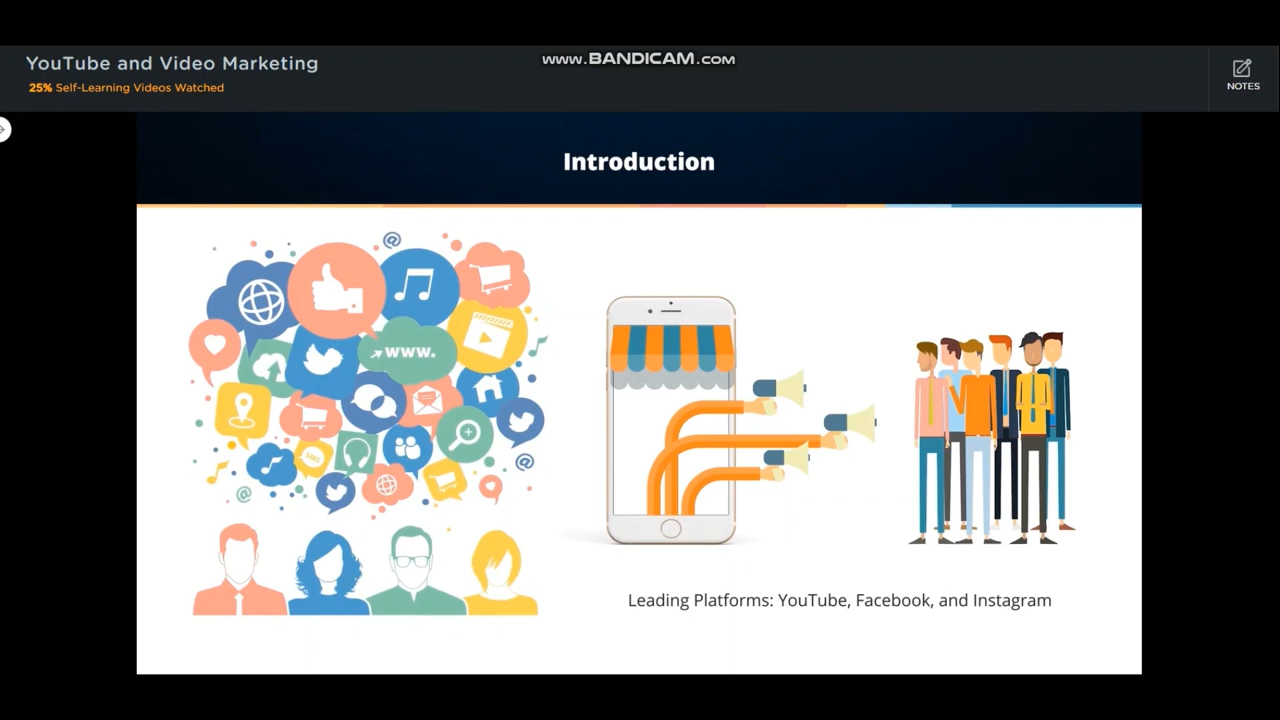 www.BANDICAM.com
YouTube and Video Marketing
25% Self-Learning Videos Watched
NOTES
Introduction
www.
SMS
Leading Platforms: YouTube, Facebook, and Instagram